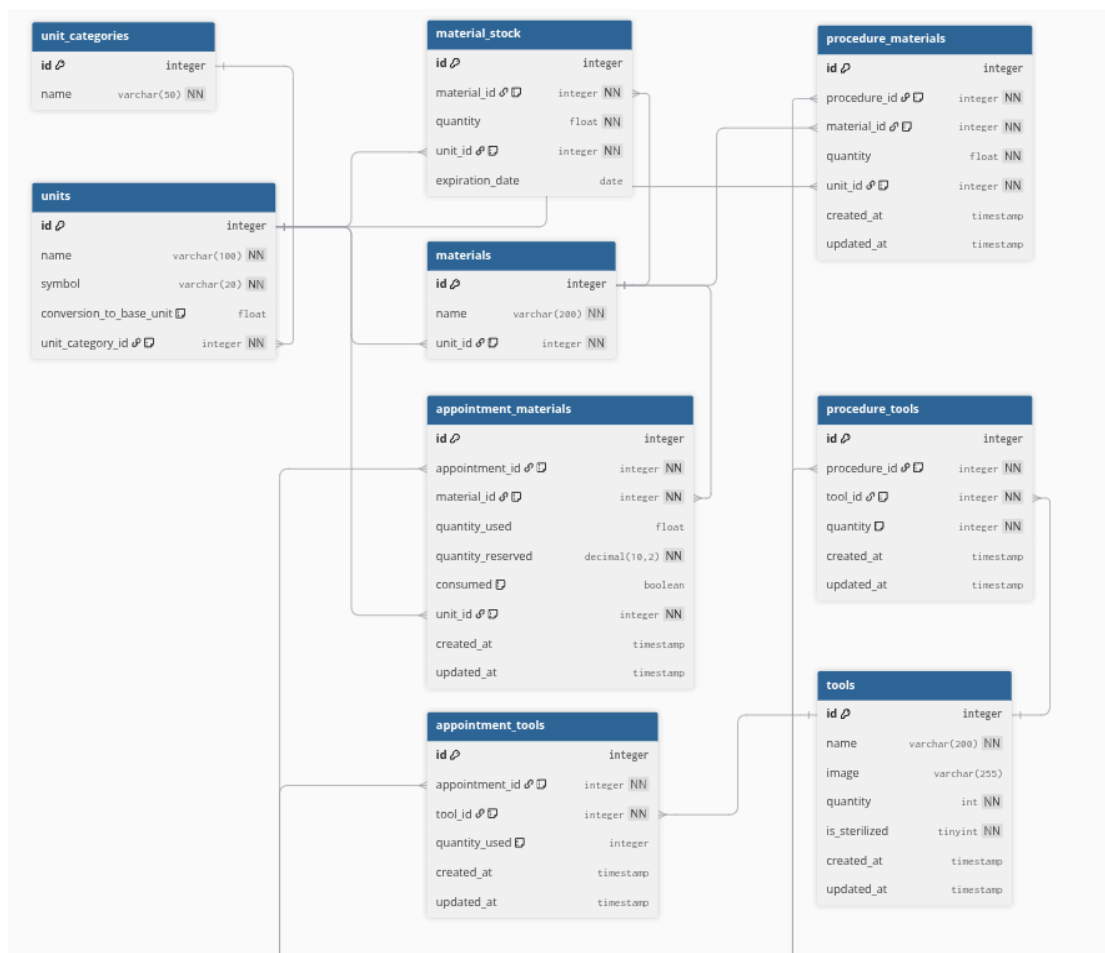 unit_categories
id integer
name varchar(50) NN
units
id integer
name varchar(100) NN
symbol varchar(20) NN
conversion_to_base_unit float
unit_category_id integer NN
material_stock
id integer
material_id integer NN
quantity float NN
unit_id integer NN
expiration_date date
materials
id integer
name varchar(200) NN
unit_id integer NN
appointment_materials
id integer
appointment_id integer NN
material_id integer NN
quantity_used float
quantity_reserved decimal(10,2) NN
consumed boolean
unit_id integer NN
created_at timestamp
updated_at timestamp
appointment_tools
id integer
appointment_id integer NN
tool_id integer NN
quantity_used integer
created_at timestamp
updated_at timestamp
procedure_materials
id integer
procedure_id integer NN
material_id integer NN
quantity float NN
unit_id integer NN
created_at timestamp
updated_at timestamp
procedure_tools
id integer
procedure_id integer NN
tool_id integer NN
quantity integer NN
created_at timestamp
updated_at timestamp
tools
id integer
name varchar(200) NN
image varchar(255)
quantity int NN
is_sterilized tinyint NN
created_at timestamp
updated_at timestamp